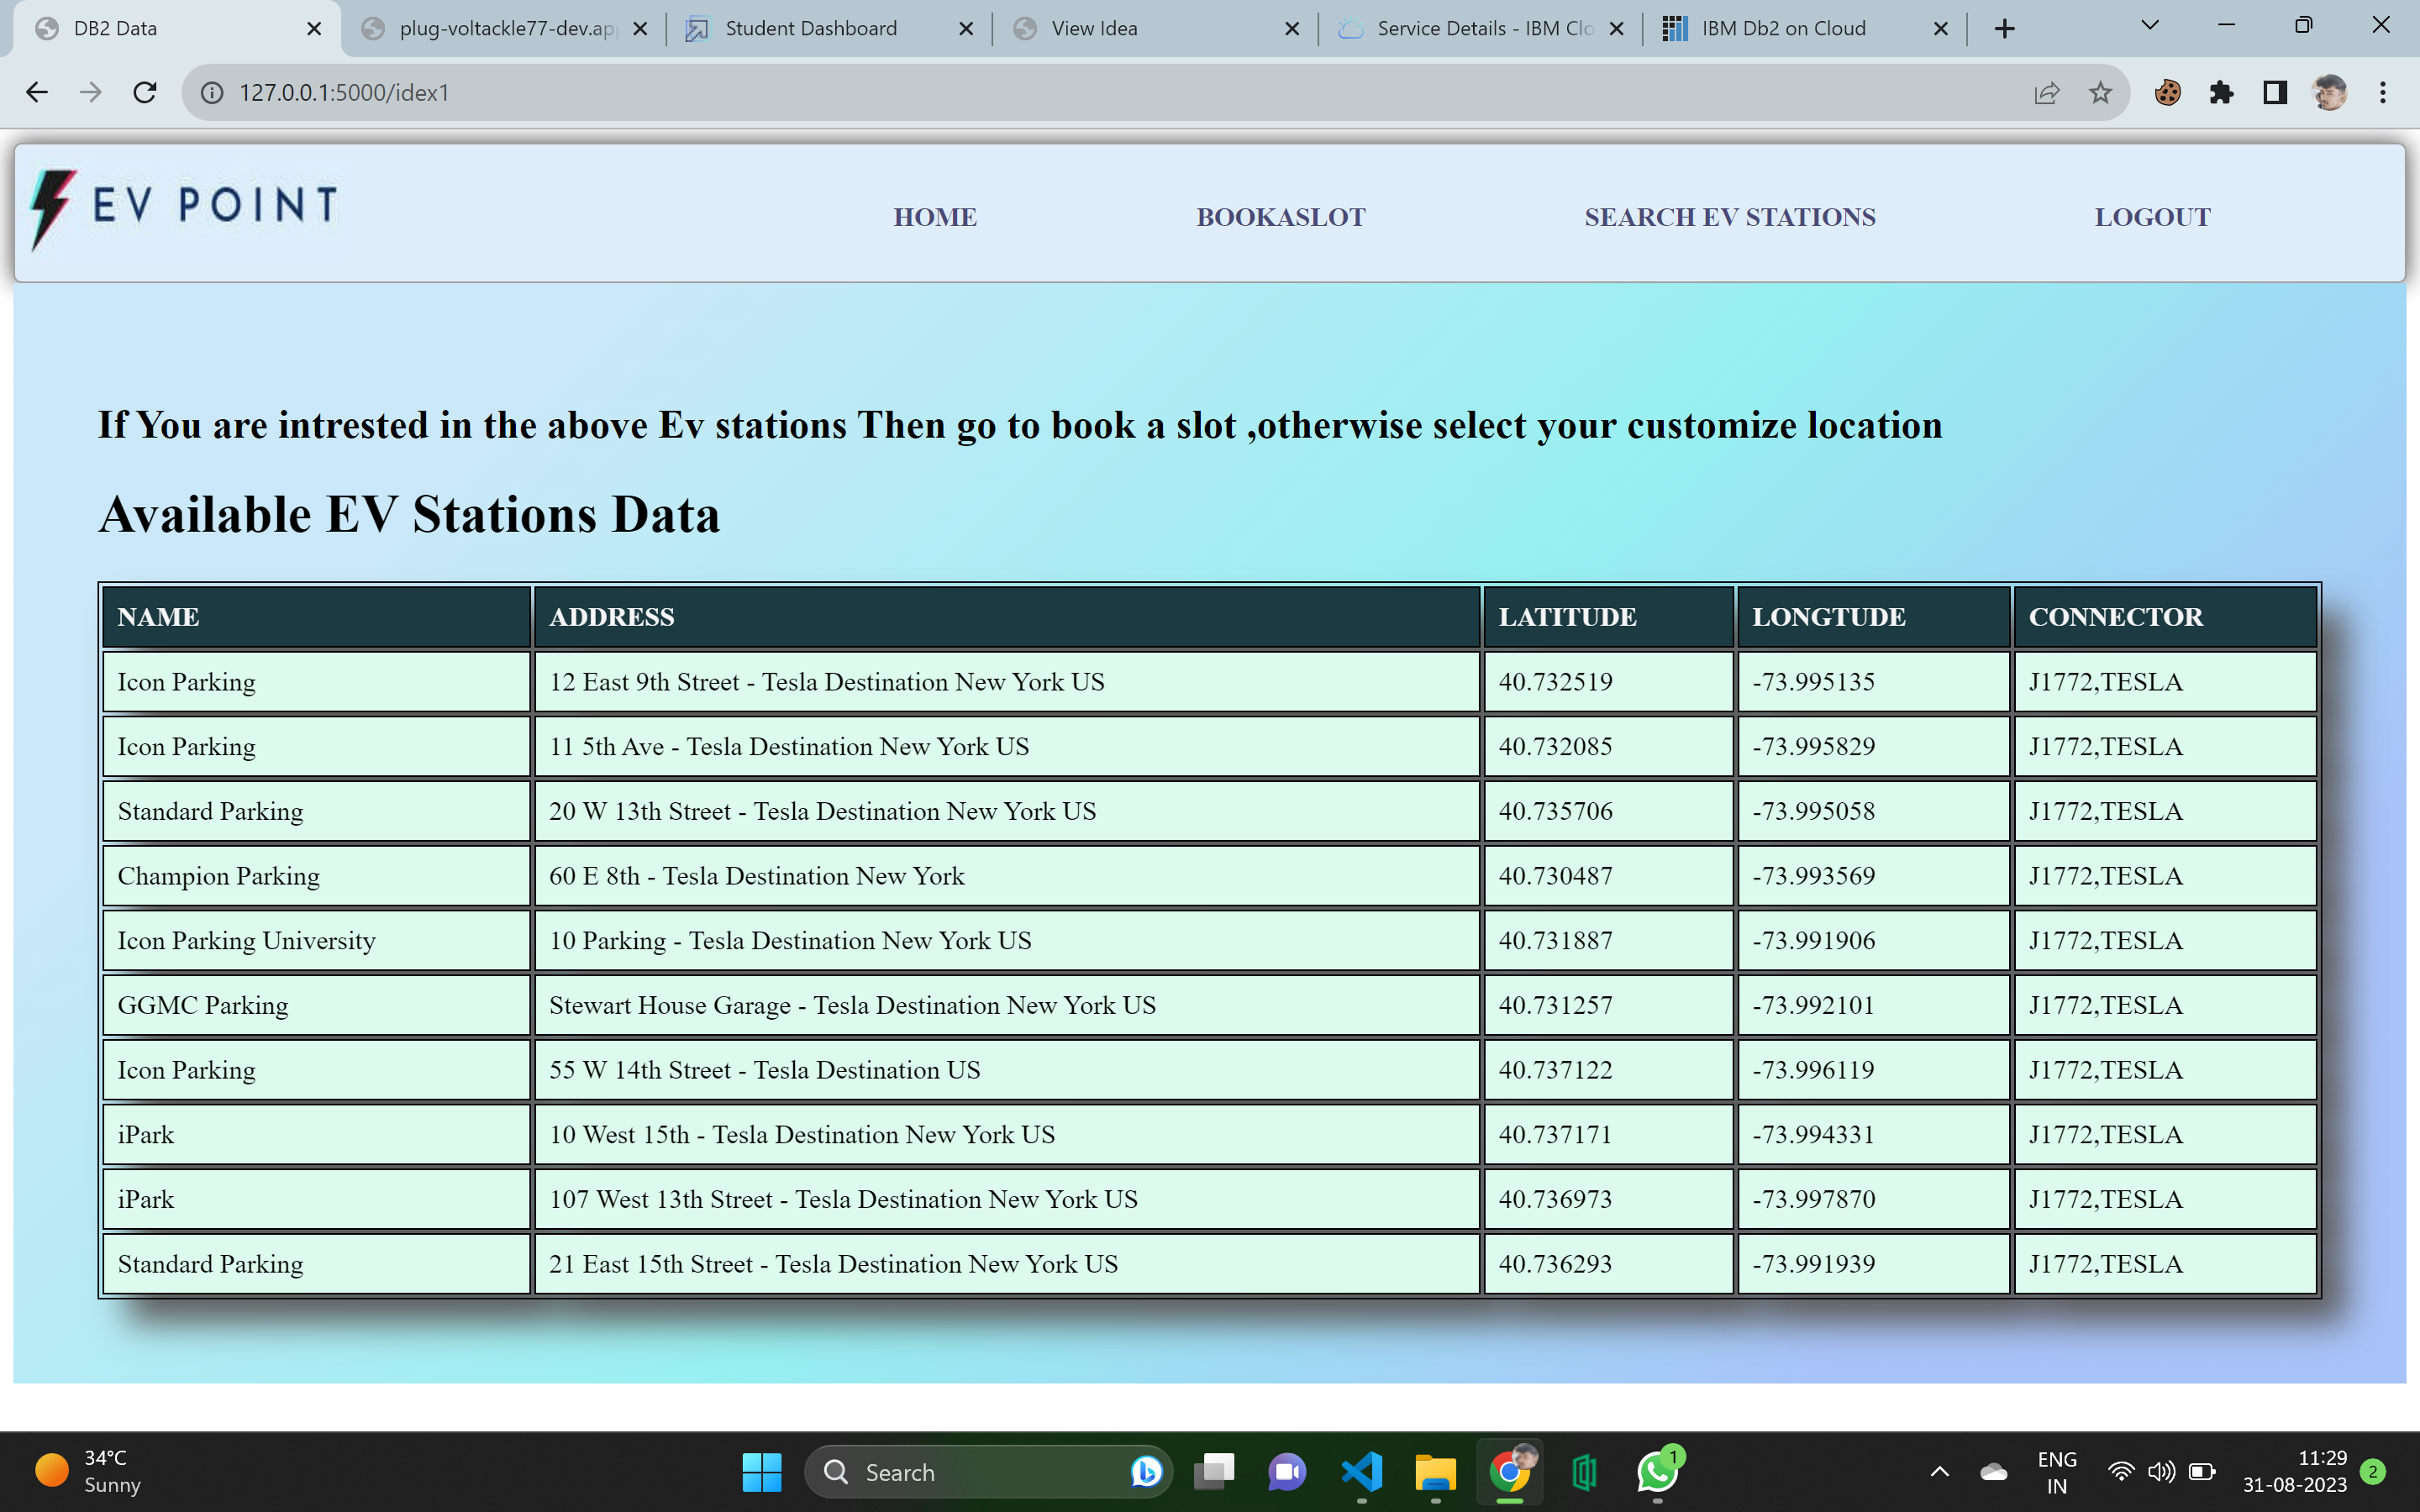 DB2 Data
plug-voltackle77-dev.ap
Student Dashboard
View Idea
Service Details - IBM Clo
IBM Db2 on Cloud
127.0.0.1:5000/idex1
EV POINT
HOME BOOKASLOT SEARCH EV STATIONS LOGOUT
If You are intrested in the above Ev stations Then go to book a slot ,otherwise select your customize location
Available EV Stations Data
NAME ADDRESS LATITUDE LONGTUDE CONNECTOR
Icon Parking 12 East 9th Street - Tesla Destination New York US 40.732519 -73.995135 J1772,TESLA
Icon Parking 11 5th Ave - Tesla Destination New York US 40.732085 -73.995829 J1772,TESLA
Standard Parking 20 W 13th Street - Tesla Destination New York US 40.735706 -73.995058 J1772,TESLA
Champion Parking 60 E 8th - Tesla Destination New York 40.730487 -73.993569 J1772,TESLA
Icon Parking University 10 Parking - Tesla Destination New York US 40.731887 -73.991906 J1772,TESLA
GGMC Parking Stewart House Garage - Tesla Destination New York US 40.731257 -73.992101 J1772,TESLA
Icon Parking 55 W 14th Street - Tesla Destination US 40.737122 -73.996119 J1772,TESLA
iPark 10 West 15th - Tesla Destination New York US 40.737171 -73.994331 J1772,TESLA
iPark 107 West 13th Street - Tesla Destination New York US 40.736973 -73.997870 J1772,TESLA
Standard Parking 21 East 15th Street - Tesla Destination New York US 40.736293 -73.991939 J1772,TESLA
34°C
Sunny
Search
1
ENG
IN
11:29
31-08-2023
2